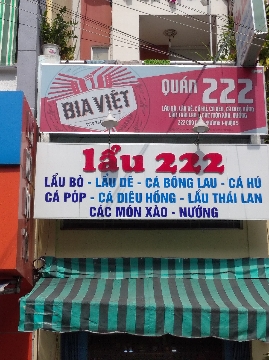 BIA VIỆT
QUÁN 222
lẩu 222
LẨU BÒ - LẨU DÊ - CÁ BÔNG LAU - CÁ HÚ
CÁ PÓP - CÁ DIÊU HỒNG - LẨU THÁI LAN
CÁC MÓN XÀO - NƯỚNG